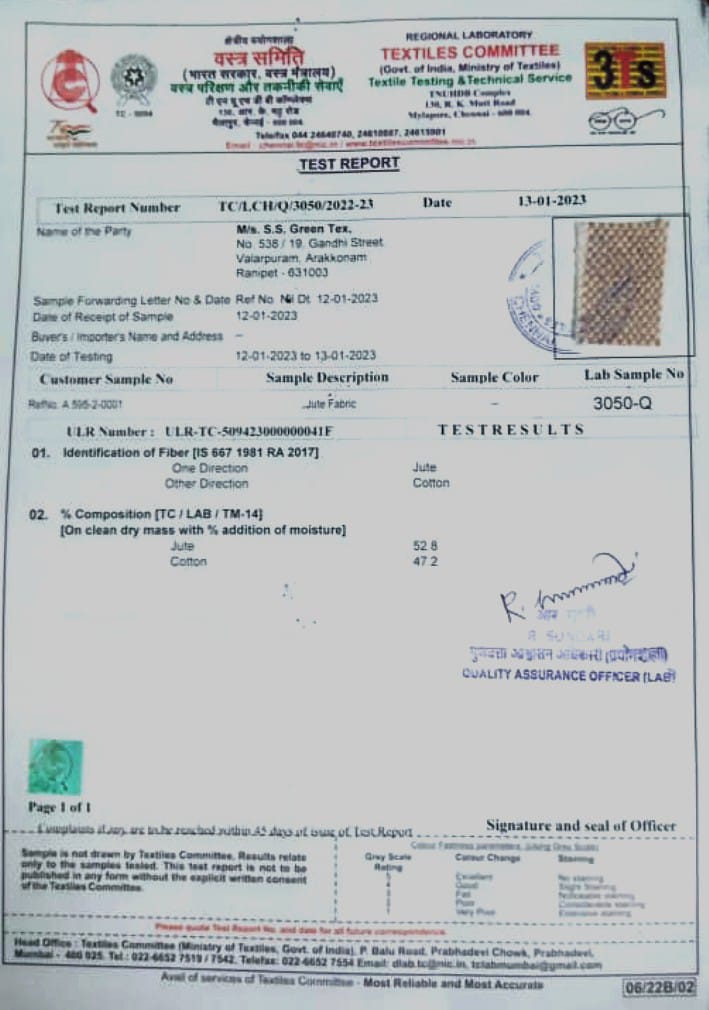 क्षेत्रीय प्रयोगशाला
वस्त्र समिति
(भारत सरकार, वस्त्र मंत्रालय)
वस्त्र परिक्षण और तकनीकी सेवाएँ
टी एन यू एच डी बी कॉम्प्लेक्स
130, आर. के. मट्ठ रोड
मैलापूर, चेन्नई - 600 004.
REGIONAL LABORATORY
TEXTILES COMMITTEE
(Govt. of India, Ministry of Textiles)
Textile Testing & Technical Service
TNUHDB Complex
130, R. K. Mutt Road
Mylapore, Chennai - 600 004.
TC - 5094
3Ts
Telefax 044 24640740, 24610887, 24615901
Email : chennai.tc@nic.in / www.textilescommittee.nic.in
TEST REPORT
Test Report Number TC/LCH/Q/3050/2022-23 Date 13-01-2023
Name of the Party M/s. S.S. Green Tex,
No. 538 / 19, Gandhi Street
Valarpuram, Arakkonam
Ranipet - 631003
CHENNAI
Sample Forwarding Letter No & Date Ref No. Nil Dt. 12-01-2023
Date of Receipt of Sample 12-01-2023
Buyer's / Importer's Name and Address –
Date of Testing 12-01-2023 to 13-01-2023
Customer Sample No Sample Description Sample Color Lab Sample No
RefNo. A 595-2-0001 Jute Fabric – 3050-Q
ULR Number : ULR-TC-509423000000041F TESTRESULTS
01. Identification of Fiber [IS 667 1981 RA 2017]
One Direction Jute
Other Direction Cotton
02. % Composition [TC / LAB / TM-14]
[On clean dry mass with % addition of moisture]
Jute 52.8
Cotton 47.2
R SUNDARI
गुणवत्ता आश्वासन अधिकारी (प्रयोगशाला)
QUALITY ASSURANCE OFFICER (LAB)
Page 1 of 1
Signature and seal of Officer
Complaints if any are to be reached within 45 days of issue of Test Report
Sample is not drawn by Textiles Committee. Results relate
only to the samples tested. This test report is not to be
published in any form without the explicit written consent
of the Textiles Committee.
Colour Fastness parameters, (Using Grey Scale)
Grey Scale Rating Colour Change Staining
5 Excellent No staining
4 Good Slight Staining
3 Fair Noticeable staining
2 Poor Considerable staining
1 Very Poor Extensive staining
Please quote Test Report No. and date for all future correspondence.
Head Office : Textiles Committee (Ministry of Textiles, Govt. of India), P. Balu Road, Prabhadevi Chowk, Prabhadevi,
Mumbai - 400 025. Tel : 022-6652 7519 / 7542, Telefax: 022-6652 7554 Email: dlab.tc@nic.in, tclabmumbai@gmail.com
Avail of services of Textiles Committee - Most Reliable and Most Accurate
06/22B/02